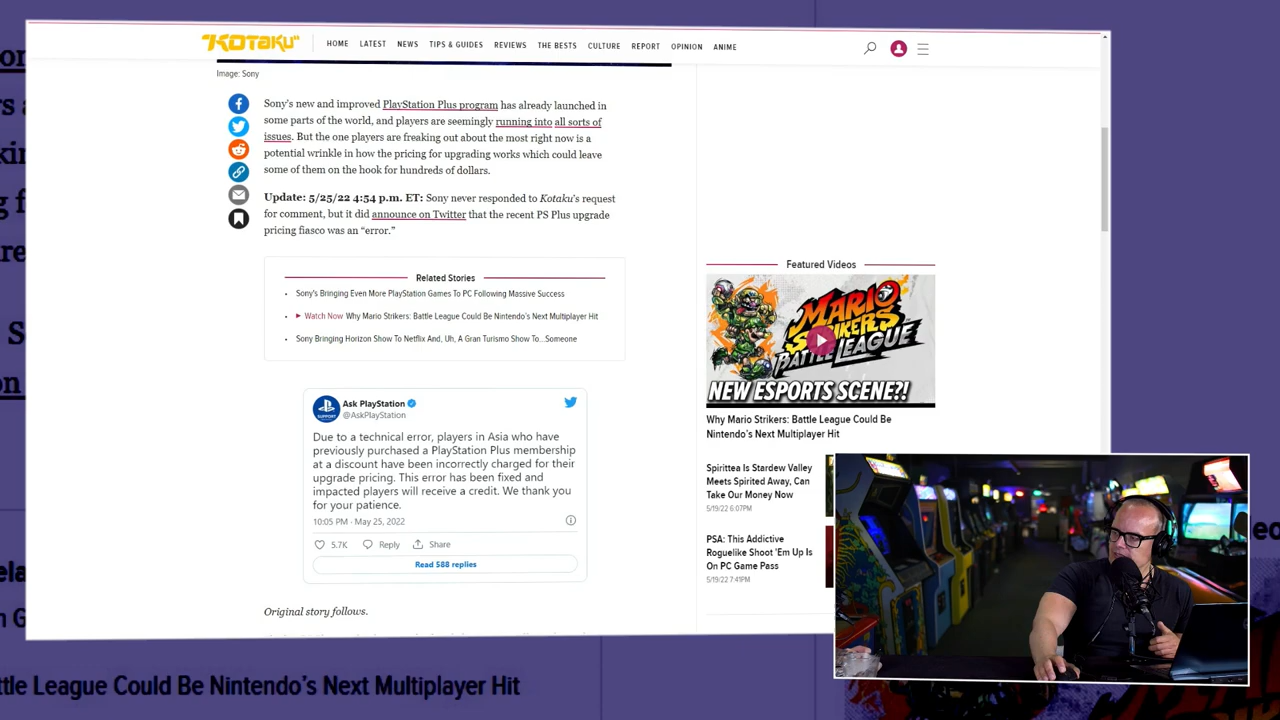 KOTAKU
HOME LATEST NEWS TIPS & GUIDES REVIEWS THE BESTS CULTURE REPORT OPINION ANIME
Image: Sony
Sony's new and improved PlayStation Plus program has already launched in
some parts of the world, and players are seemingly running into all sorts of
issues. But the one players are freaking out about the most right now is a
potential wrinkle in how the pricing for upgrading works which could leave
some of them on the hook for hundreds of dollars.
Update: 5/25/22 4:54 p.m. ET: Sony never responded to Kotaku's request
for comment, but it did announce on Twitter that the recent PS Plus upgrade
pricing fiasco was an “error.”
Related Stories
Sony's Bringing Even More PlayStation Games To PC Following Massive Success
Watch Now Why Mario Strikers: Battle League Could Be Nintendo's Next Multiplayer Hit
Sony Bringing Horizon Show To Netflix And, Uh, A Gran Turismo Show To...Someone
SUPPORT
Ask PlayStation
@AskPlayStation
Due to a technical error, players in Asia who have
previously purchased a PlayStation Plus membership
at a discount have been incorrectly charged for their
upgrade pricing. This error has been fixed and
impacted players will receive a credit. We thank you
for your patience.
10:05 PM · May 25, 2022
5.7K Reply Share
Read 588 replies
Original story follows.
Featured Videos
MARIO
STRIKERS
BATTLE LEAGUE
NEW ESPORTS SCENE?!
Why Mario Strikers: Battle League Could Be
Nintendo's Next Multiplayer Hit
Spirittea Is Stardew Valley
Meets Spirited Away, Can
Take Our Money Now
5/19/22 6:07PM
PSA: This Addictive
Roguelike Shoot 'Em Up Is
On PC Game Pass
5/19/22 7:41PM
ttle League Could Be Nintendo's Next Multiplayer Hit